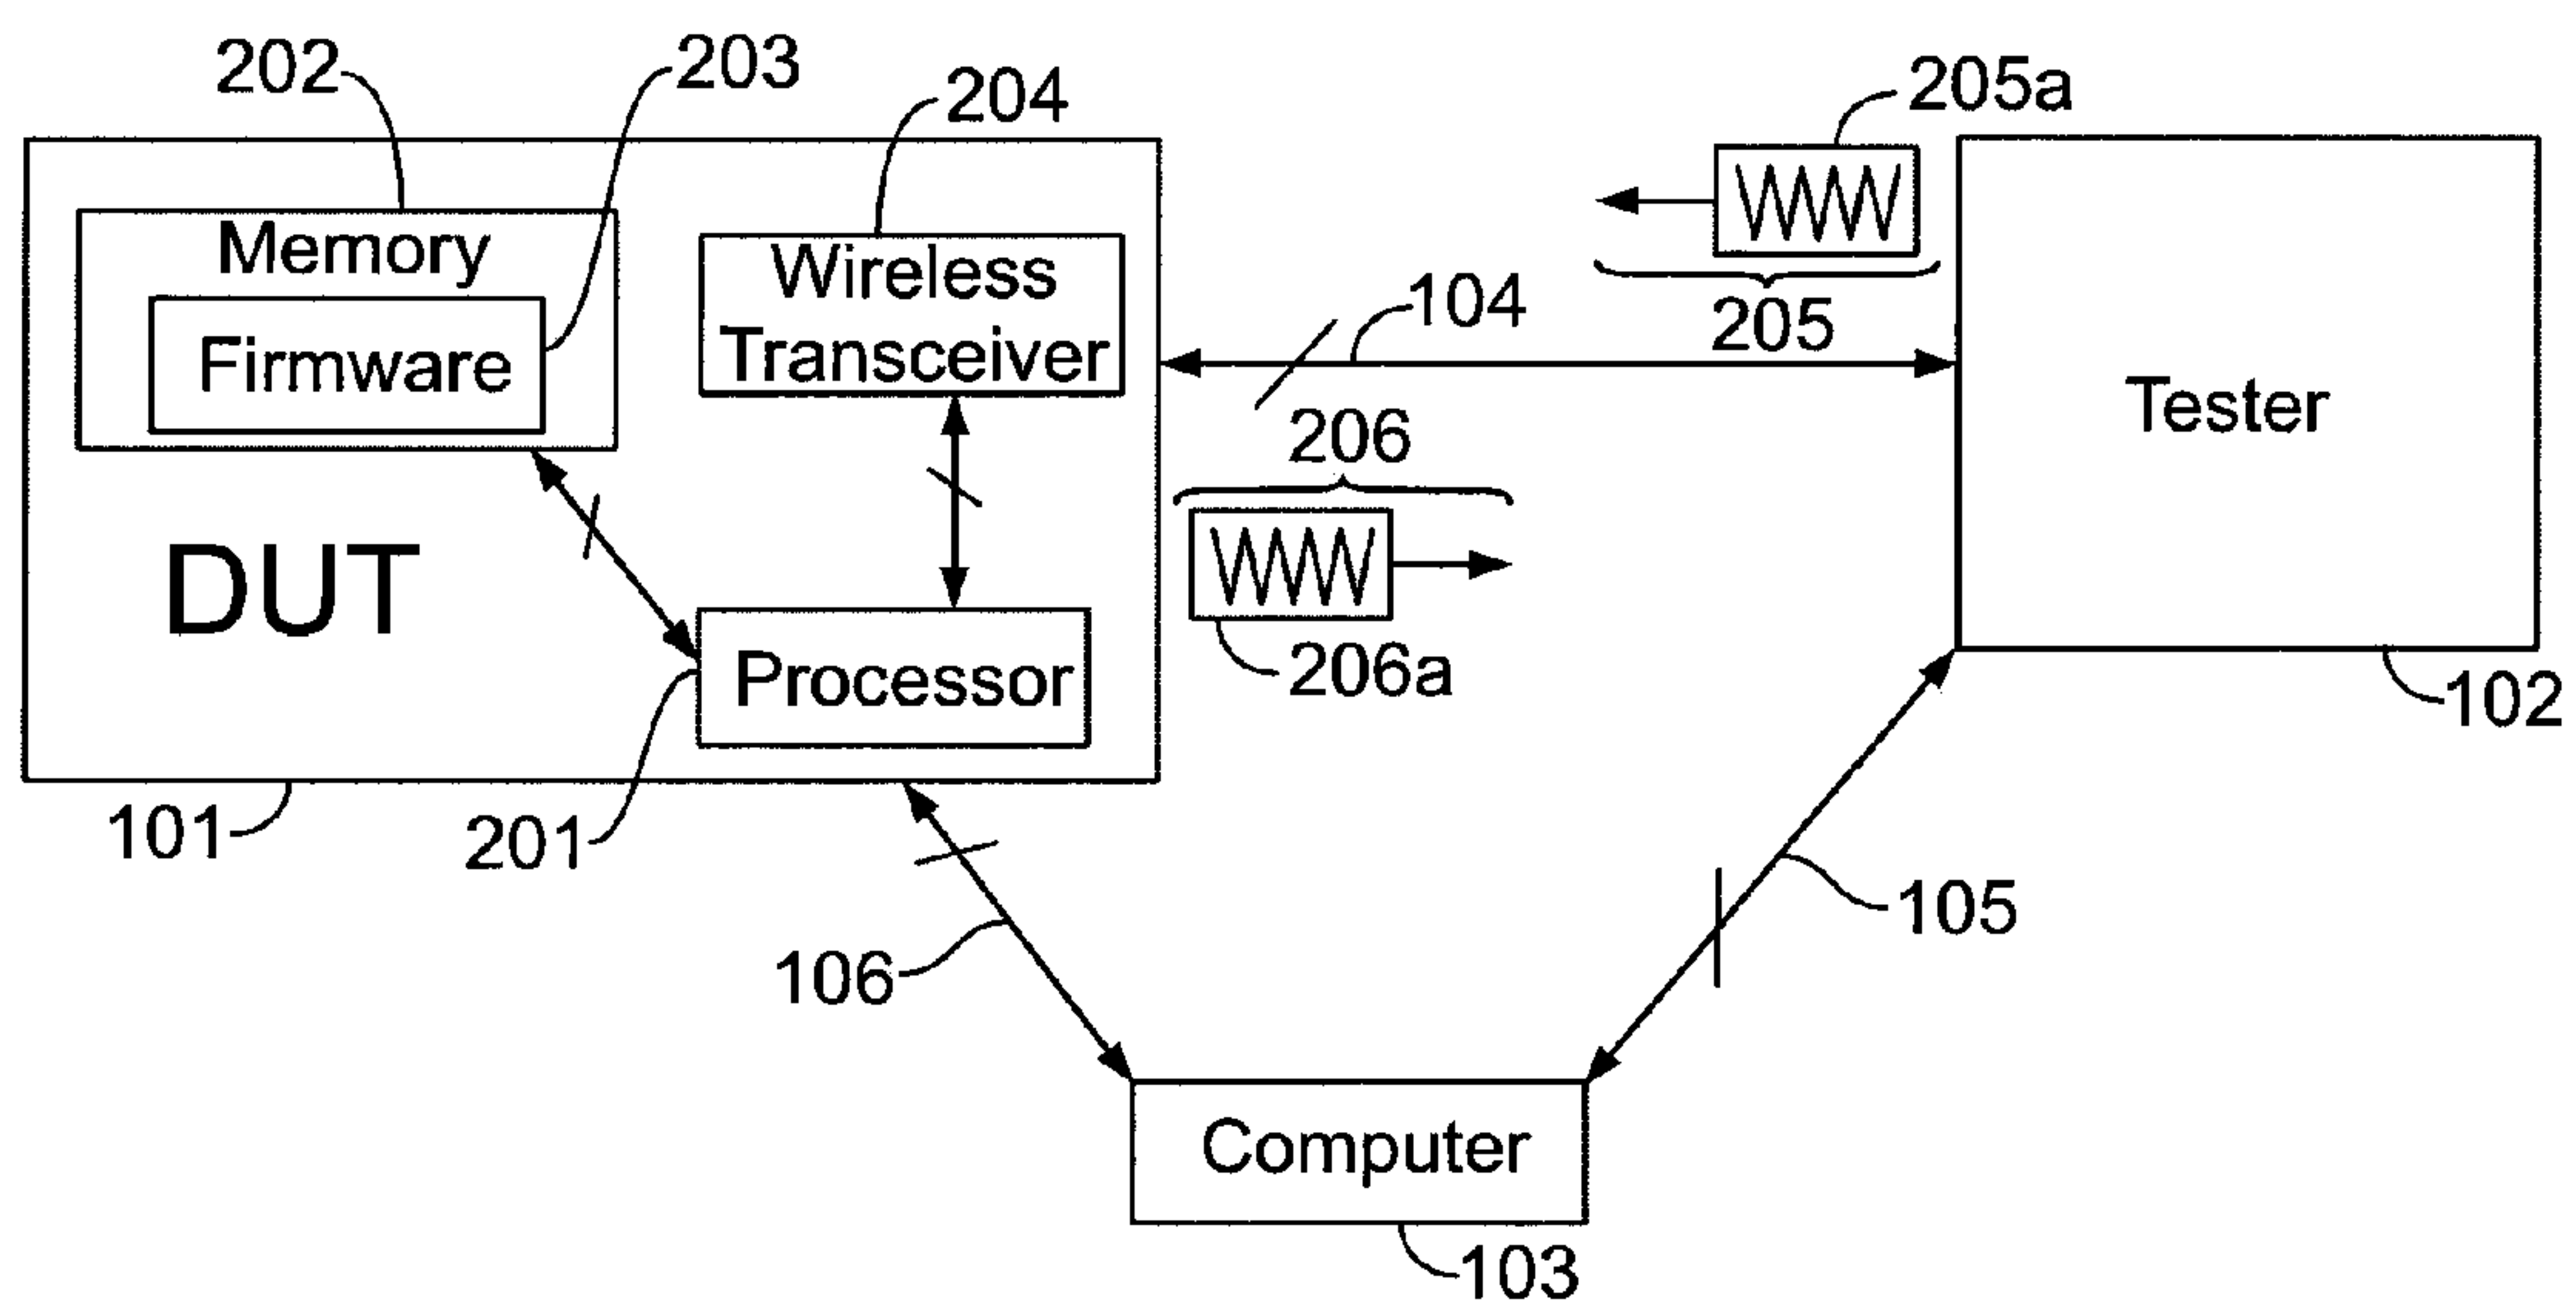 202
203
204
205a
Memory
Firmware
Wireless
Transceiver
104
205
Tester
206
DUT
Processor
206a
102
101
201
106
105
Computer
103